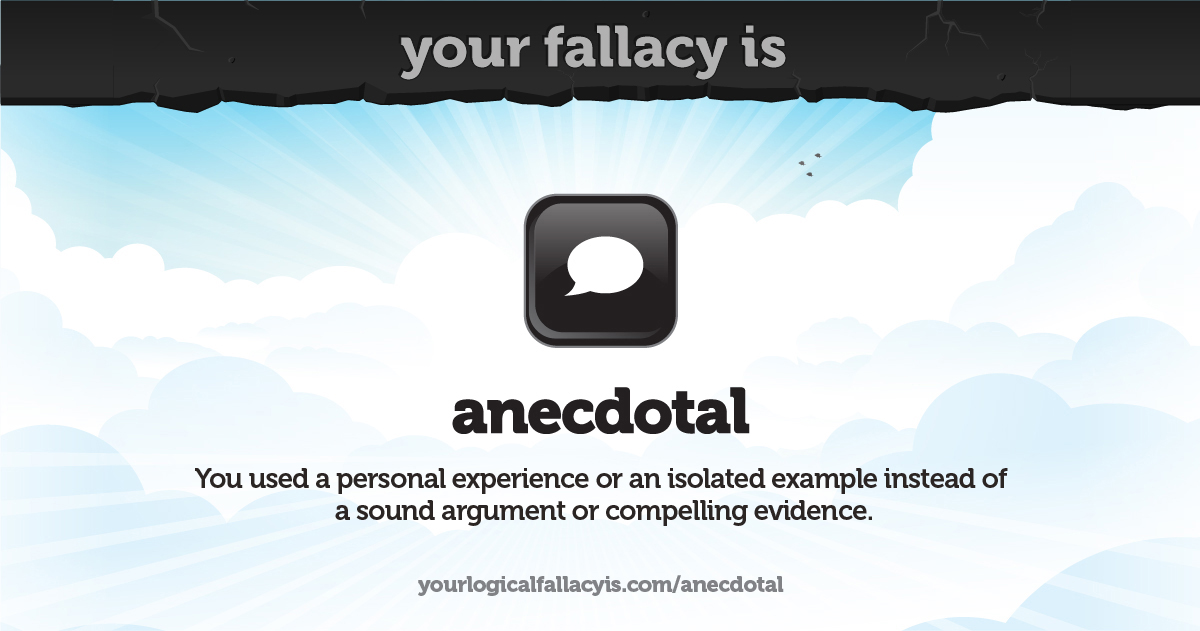 your fallacy is
anecdotal
You used a personal experience or an isolated example instead of
a sound argument or compelling evidence.
yourlogicalfallacyis.com/anecdotal